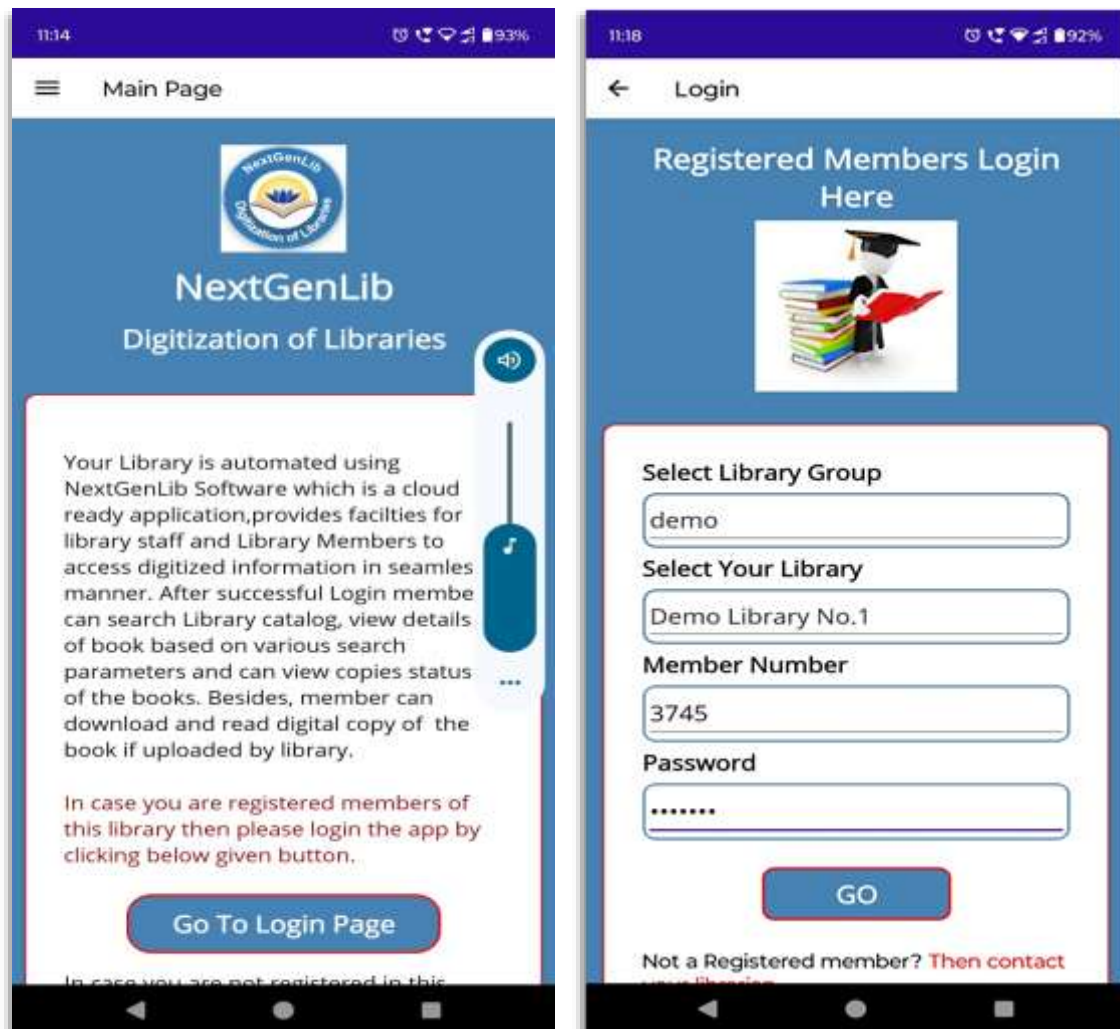 11:14
93%
Main Page
NextGenLib
Digitization of Libraries
NextGenLib
Digitization of Libraries
Your Library is automated using
NextGenLib Software which is a cloud
ready application,provides facilties for
library staff and Library Members to
access digitized information in seamles
manner. After successful Login membe
can search Library catalog, view details
of book based on various search
parameters and can view copies status
of the books. Besides, member can
download and read digital copy of the
book if uploaded by library.
In case you are registered members of
this library then please login the app by
clicking below given button.
Go To Login Page
In case you are not registered in this
11:18
92%
Login
Registered Members Login
Here
Select Library Group
demo
Select Your Library
Demo Library No.1
Member Number
3745
Password
•••••••
GO
Not a Registered member? Then contact